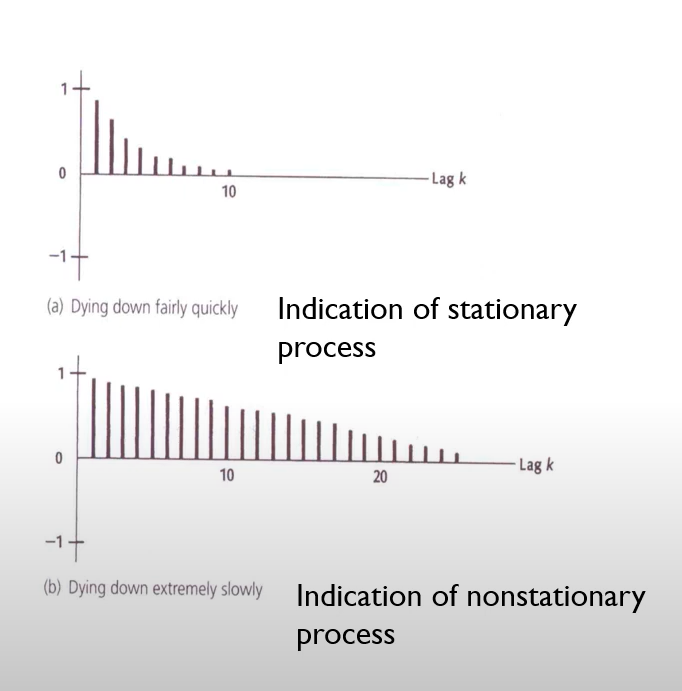 1
0
10
Lag k
−1
(a) Dying down fairly quickly
Indication of stationary
process
1
0
10
20
Lag k
−1
(b) Dying down extremely slowly
Indication of nonstationary
process